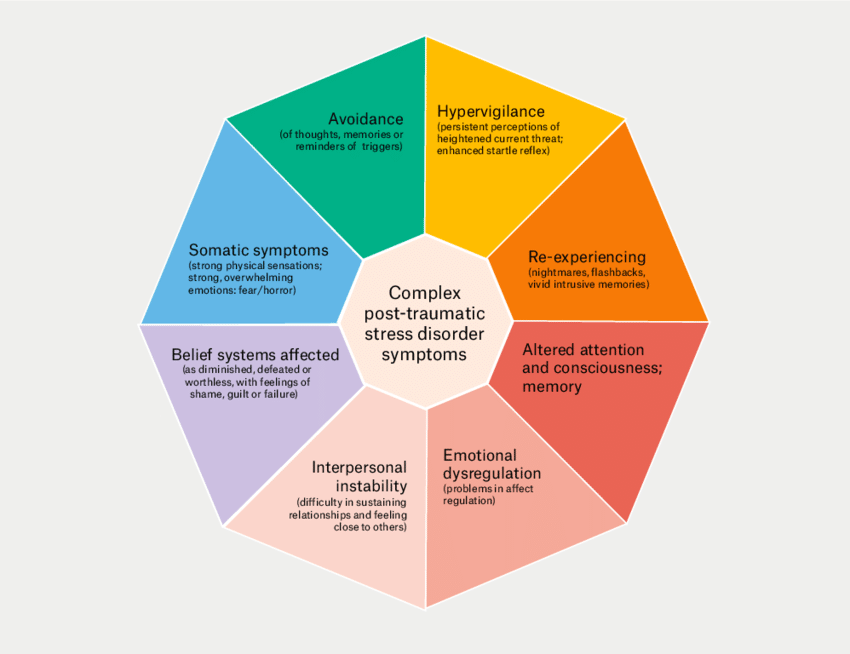 Avoidance
(of thoughts, memories or
reminders of triggers)
Hypervigilance
(persistent perceptions of
heightened current threat;
enhanced startle reflex)
Somatic symptoms
(strong physical sensations;
strong, overwhelming
emotions: fear/horror)
Re-experiencing
(nightmares, flashbacks,
vivid intrusive memories)
Complex
post-traumatic
stress disorder
symptoms
Belief systems affected
(as diminished, defeated or
worthless, with feelings of
shame, guilt or failure)
Altered attention
and consciousness;
memory
Interpersonal
instability
(difficulty in sustaining
relationships and feeling
close to others)
Emotional
dysregulation
(problems in affect
regulation)